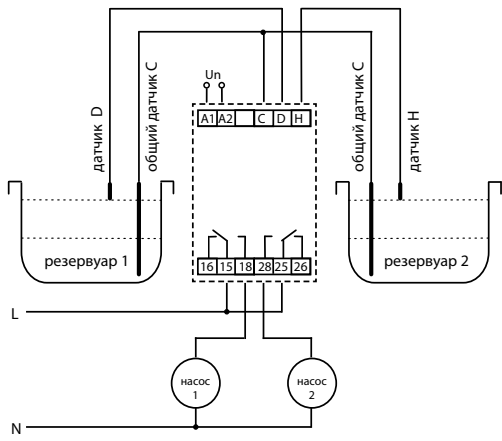 датчик D
общий датчик C
Un
A1 A2 C D H
общий датчик C
датчик H
резервуар 1
резервуар 2
16 15 18 28 25 26
L
насос
1
насос
2
N